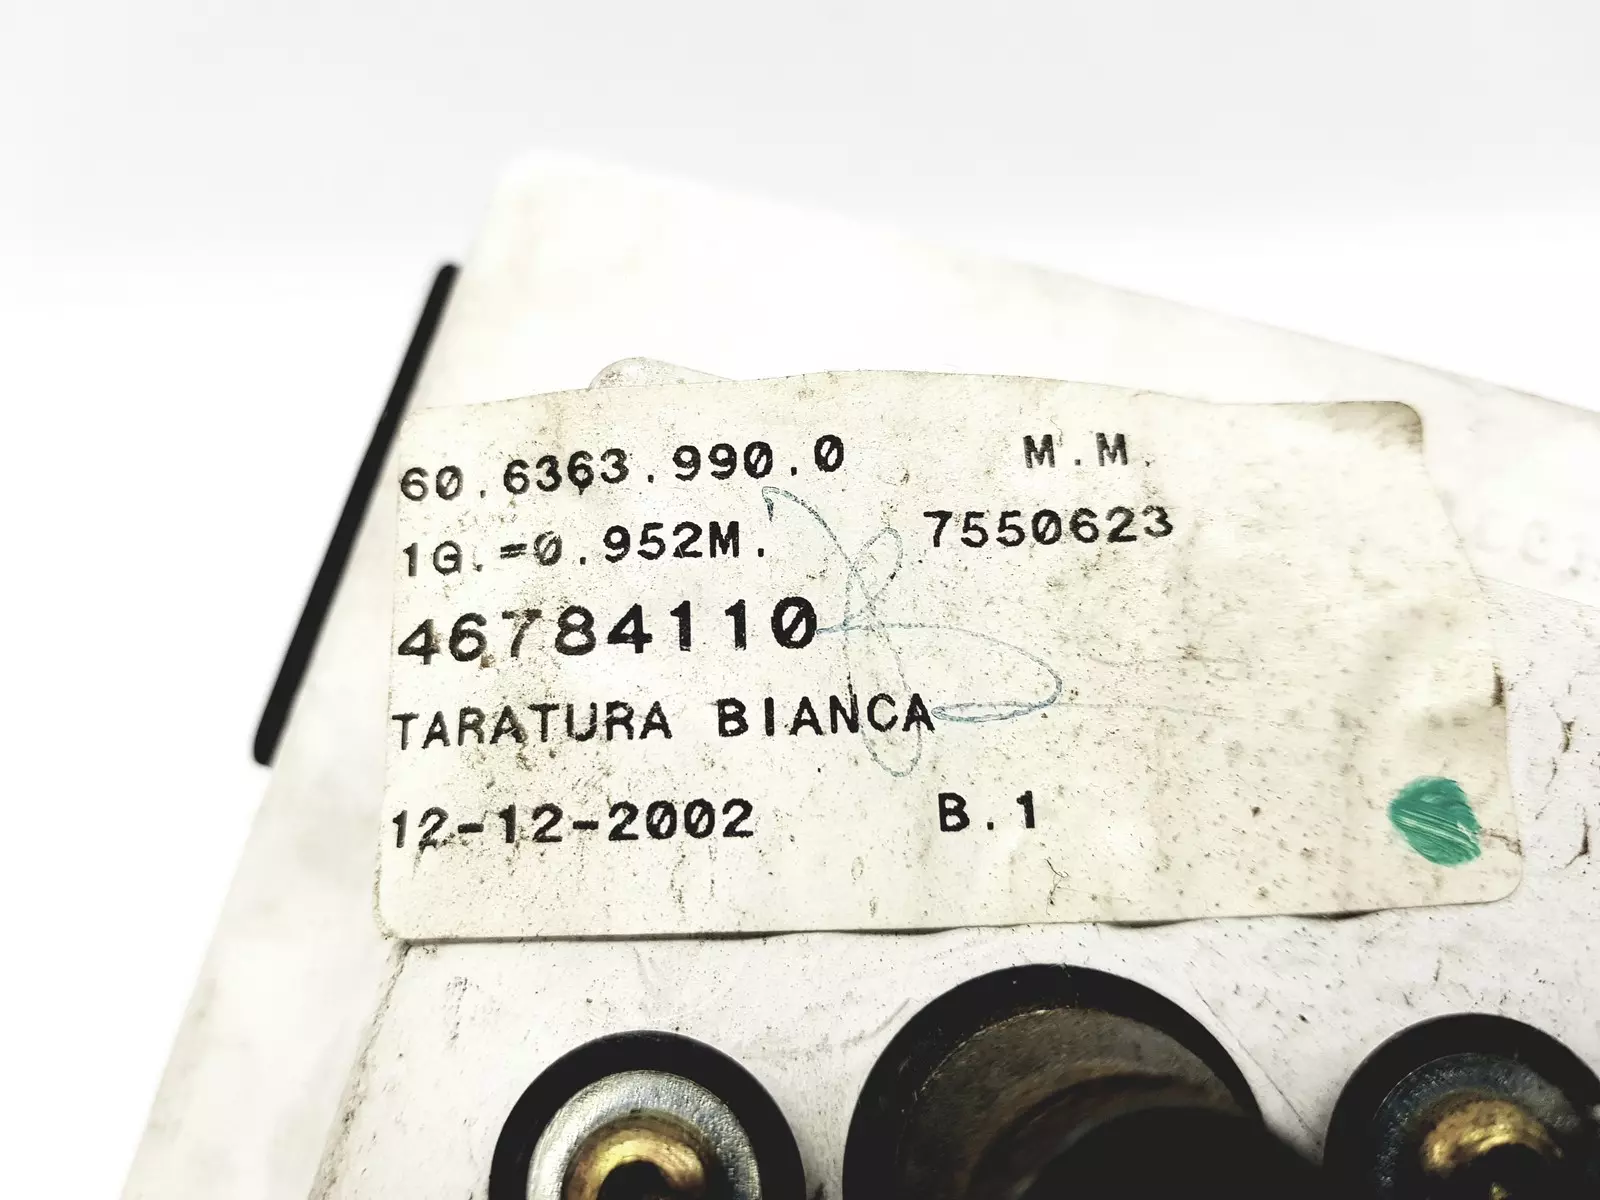 60.6363.990.0 M.M.
1G.=0.952M. 7550623
46784110
TARATURA BIANCA
12-12-2002 B.1